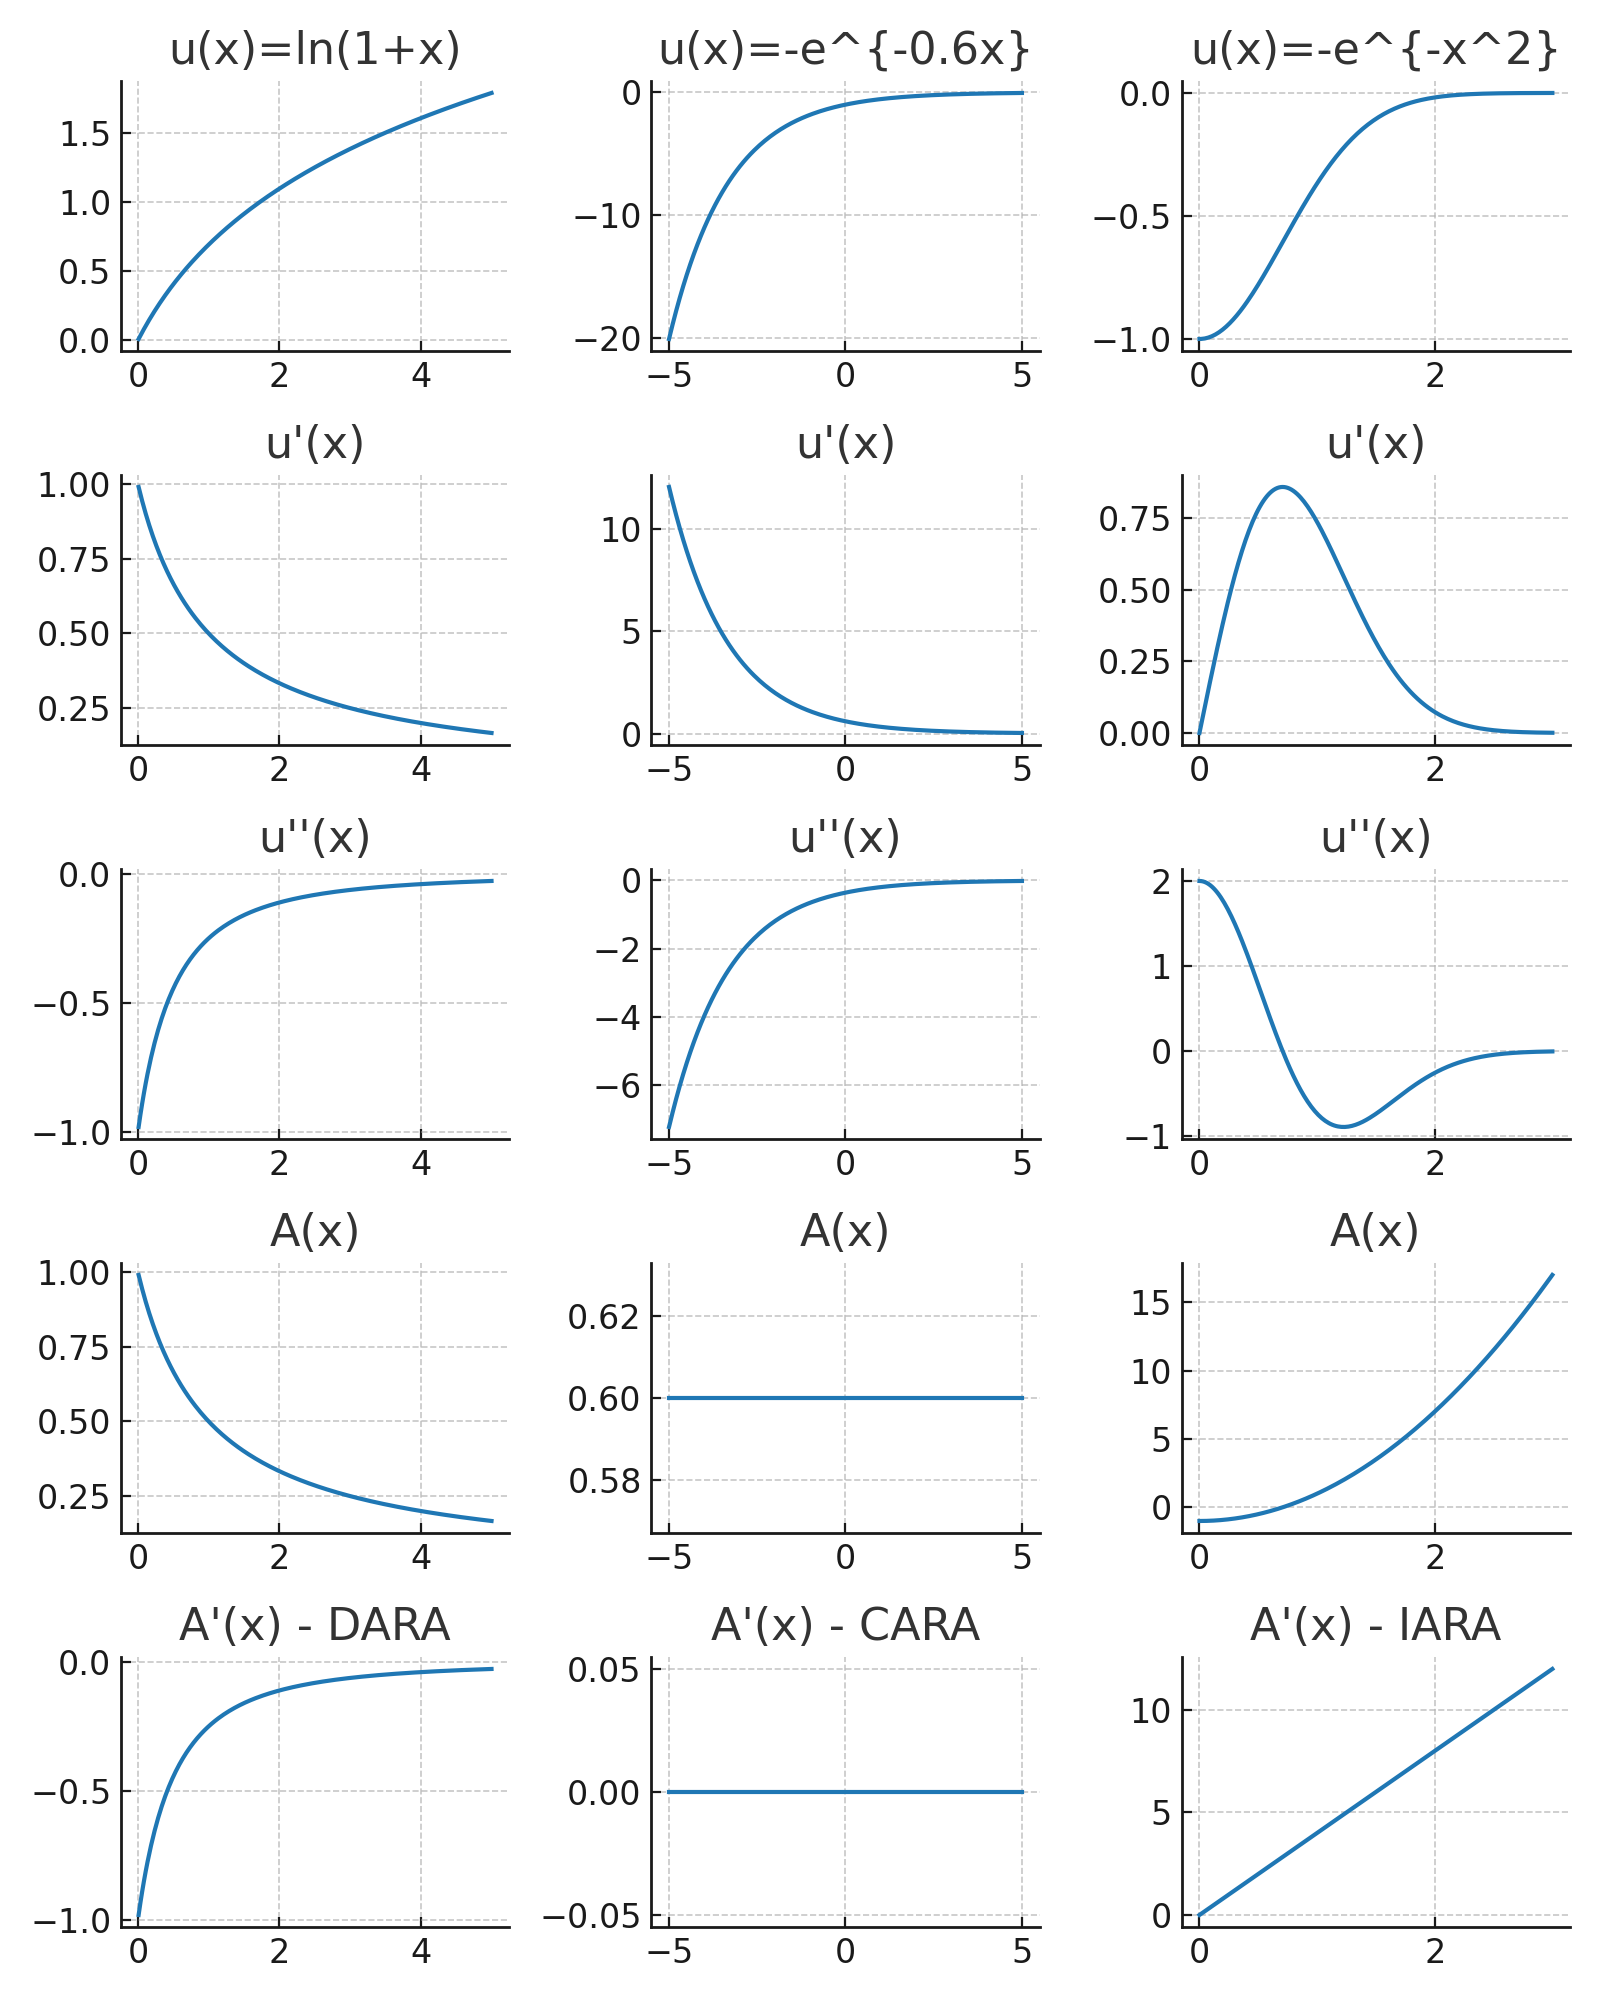 u(x)=ln(1+x)
1.5
1.0
0.5
0.0
0 2 4
u(x)=-e^{-0.6x}
0
−10
−20
−5 0 5
u(x)=-e^{-x^2}
0.0
−0.5
−1.0
0 2
u'(x)
1.00
0.75
0.50
0.25
0 2 4
u'(x)
10
5
0
−5 0 5
u'(x)
0.75
0.50
0.25
0.00
0 2
u''(x)
0.0
−0.5
−1.0
0 2 4
u''(x)
0
−2
−4
−6
−5 0 5
u''(x)
2
1
0
−1
0 2
A(x)
1.00
0.75
0.50
0.25
0 2 4
A(x)
0.62
0.60
0.58
−5 0 5
A(x)
15
10
5
0
0 2
A'(x) - DARA
0.0
−0.5
−1.0
0 2 4
A'(x) - CARA
0.05
0.00
−0.05
−5 0 5
A'(x) - IARA
10
5
0
0 2